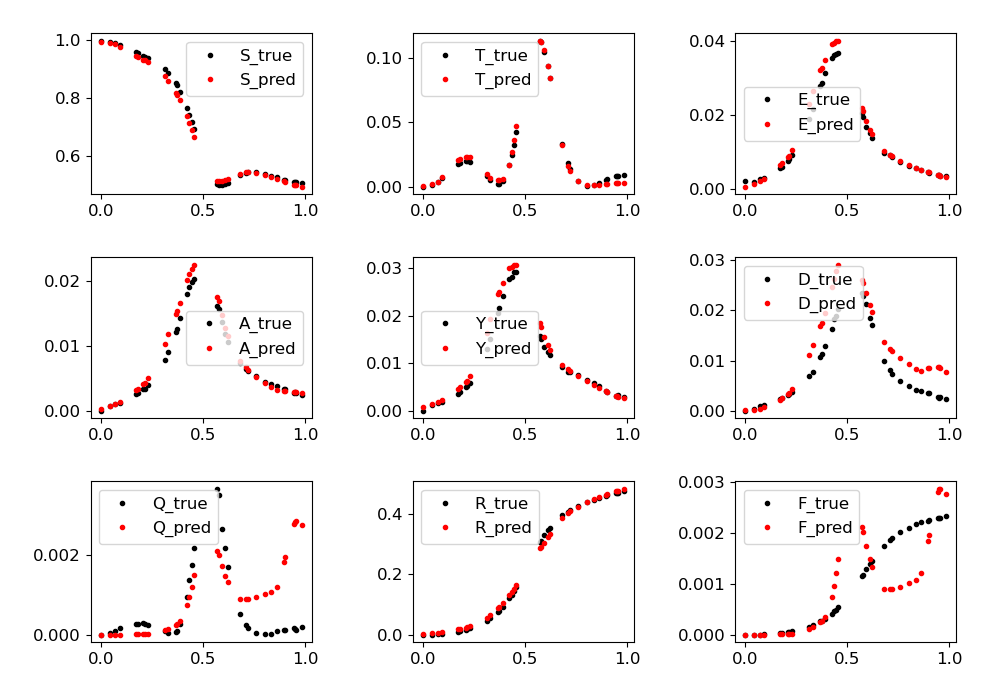 1.0
0.8
0.6
0.0 0.5 1.0
S_true
S_pred
0.10
0.05
0.00
0.0 0.5 1.0
T_true
T_pred
0.04
0.02
0.00
0.0 0.5 1.0
E_true
E_pred
0.02
0.01
0.00
0.0 0.5 1.0
A_true
A_pred
0.03
0.02
0.01
0.00
0.0 0.5 1.0
Y_true
Y_pred
0.03
0.02
0.01
0.00
0.0 0.5 1.0
D_true
D_pred
0.002
0.000
0.0 0.5 1.0
Q_true
Q_pred
0.4
0.2
0.0
0.0 0.5 1.0
R_true
R_pred
0.003
0.002
0.001
0.000
0.0 0.5 1.0
F_true
F_pred